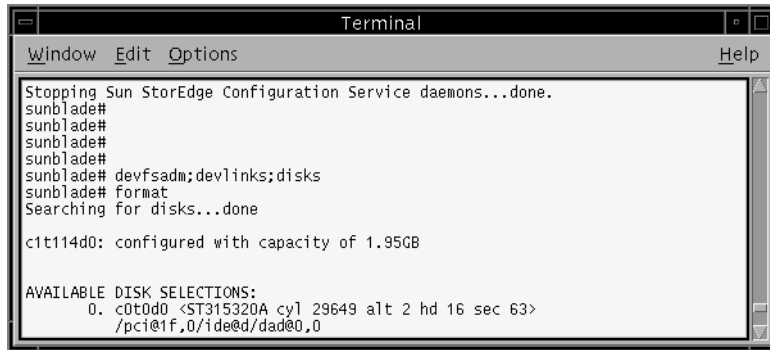 Terminal
Window Edit Options Help
Stopping Sun StorEdge Configuration Service daemons...done.
sunblade#
sunblade#
sunblade#
sunblade#
sunblade# devfsadm;devlinks;disks
sunblade# format
Searching for disks...done
c1t114d0: configured with capacity of 1.95GB
AVAILABLE DISK SELECTIONS:
0. c0t0d0 <ST315320A cyl 29649 alt 2 hd 16 sec 63>
/pci@1f,0/ide@d/dad@0,0